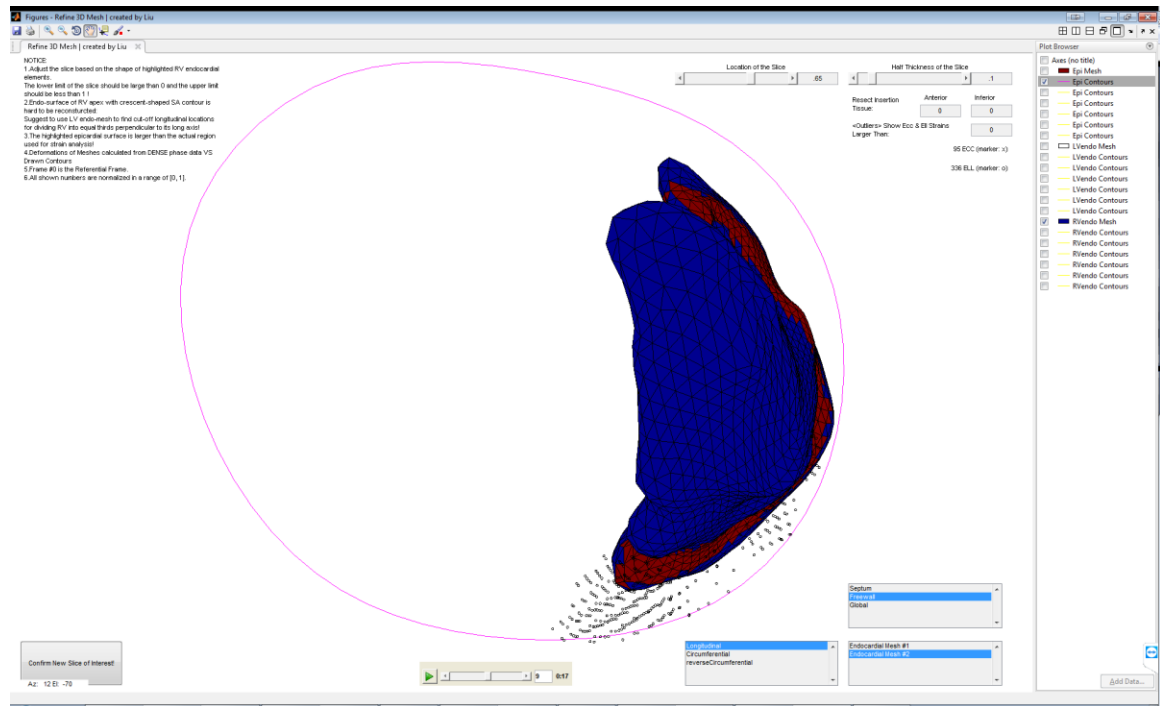 Figures - Refine 3D Mesh | created by Liu
Refine 3D Mesh | created by Liu
NOTICE:
1.Adjust the slice based on the shape of highlighted RV endocardial
elements.
The lower limit of the slice should be large than 0 and the upper limit
should be less than 1 !
2.Endo-surface of RV apex with crescent-shaped SA contour is
hard to be reconsturcted
Suggest to use LV endo-mesh to find cut-off longitudinal locations
for dividing RV into equal thirds perpendicular to its long axis!
3.The highlighted epicardial surface is larger than the actual region
used for strain analysis!
4.Deformations of Meshes calculated from DENSE phase data VS
Drawn Contours
5.Frame #0 is the Referential Frame.
6.All shown numbers are normalized in a range of [0, 1].
Location of the Slice
.65
Half Thickness of the Slice
.1
Resect Insertion
Tissue:
Anterior
Inferior
0
0
<Outliers> Show Ecc & Ell Strains
Larger Than:
0
95 ECC (marker: x)
336 ELL (marker: o)
Plot Browser
Axes (no title)
Epi Mesh
Epi Contours
Epi Contours
Epi Contours
Epi Contours
Epi Contours
Epi Contours
LVendo Mesh
LVendo Contours
LVendo Contours
LVendo Contours
LVendo Contours
LVendo Contours
LVendo Contours
RVendo Mesh
RVendo Contours
RVendo Contours
RVendo Contours
RVendo Contours
RVendo Contours
RVendo Contours
Septum
Freewall
Global
Longitudinal
Circumferential
reverseCircumferential
Endocardial Mesh #1
Endocardial Mesh #2
Confirm New Slice of Interest!
Az: 12 El: -78
9
0:17
Add Data...